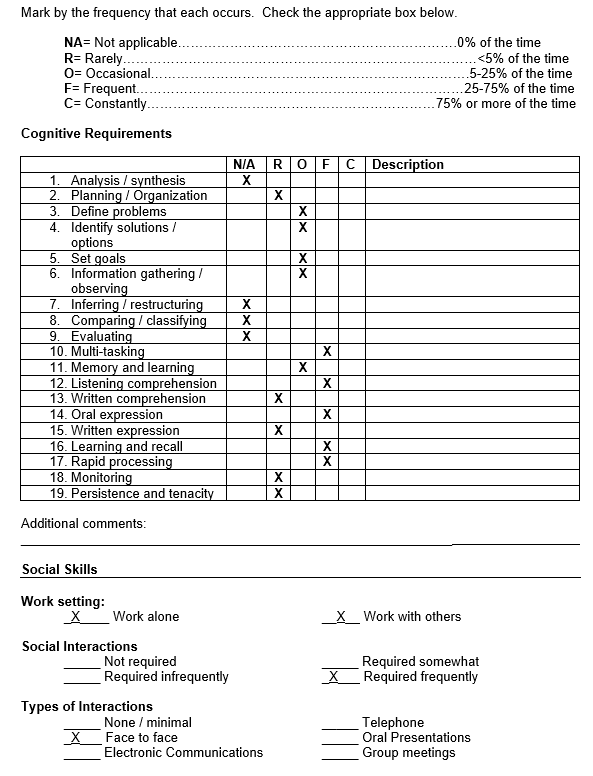 Mark by the frequency that each occurs.  Check the appropriate box below.
NA= Not applicable……………………………………………………….0% of the time
R= Rarely………………………………………………………………………<5% of the time
O= Occasional…………………………………………………………………5-25% of the time
F= Frequent……………………………………………………………………25-75% of the time
C= Constantly…………………………………………………………75% or more of the time
Cognitive Requirements
N/A R O F C Description
1. Analysis / synthesis X
2. Planning / Organization X
3. Define problems X
4. Identify solutions / X
options
5. Set goals X
6. Information gathering / X
observing
7. Inferring / restructuring X
8. Comparing / classifying X
9. Evaluating X
10. Multi-tasking X
11. Memory and learning X
12. Listening comprehension X
13. Written comprehension X
14. Oral expression X
15. Written expression X
16. Learning and recall X
17. Rapid processing X
18. Monitoring X
19. Persistence and tenacity X
Additional comments:
Social Skills
Work setting:
_X____ Work alone __X__ Work with others
Social Interactions
_____ Not required _____ Required somewhat
_____ Required infrequently _X___ Required frequently
Types of Interactions
_____ None / minimal _____ Telephone
_X___ Face to face _____ Oral Presentations
_____ Electronic Communications _____ Group meetings